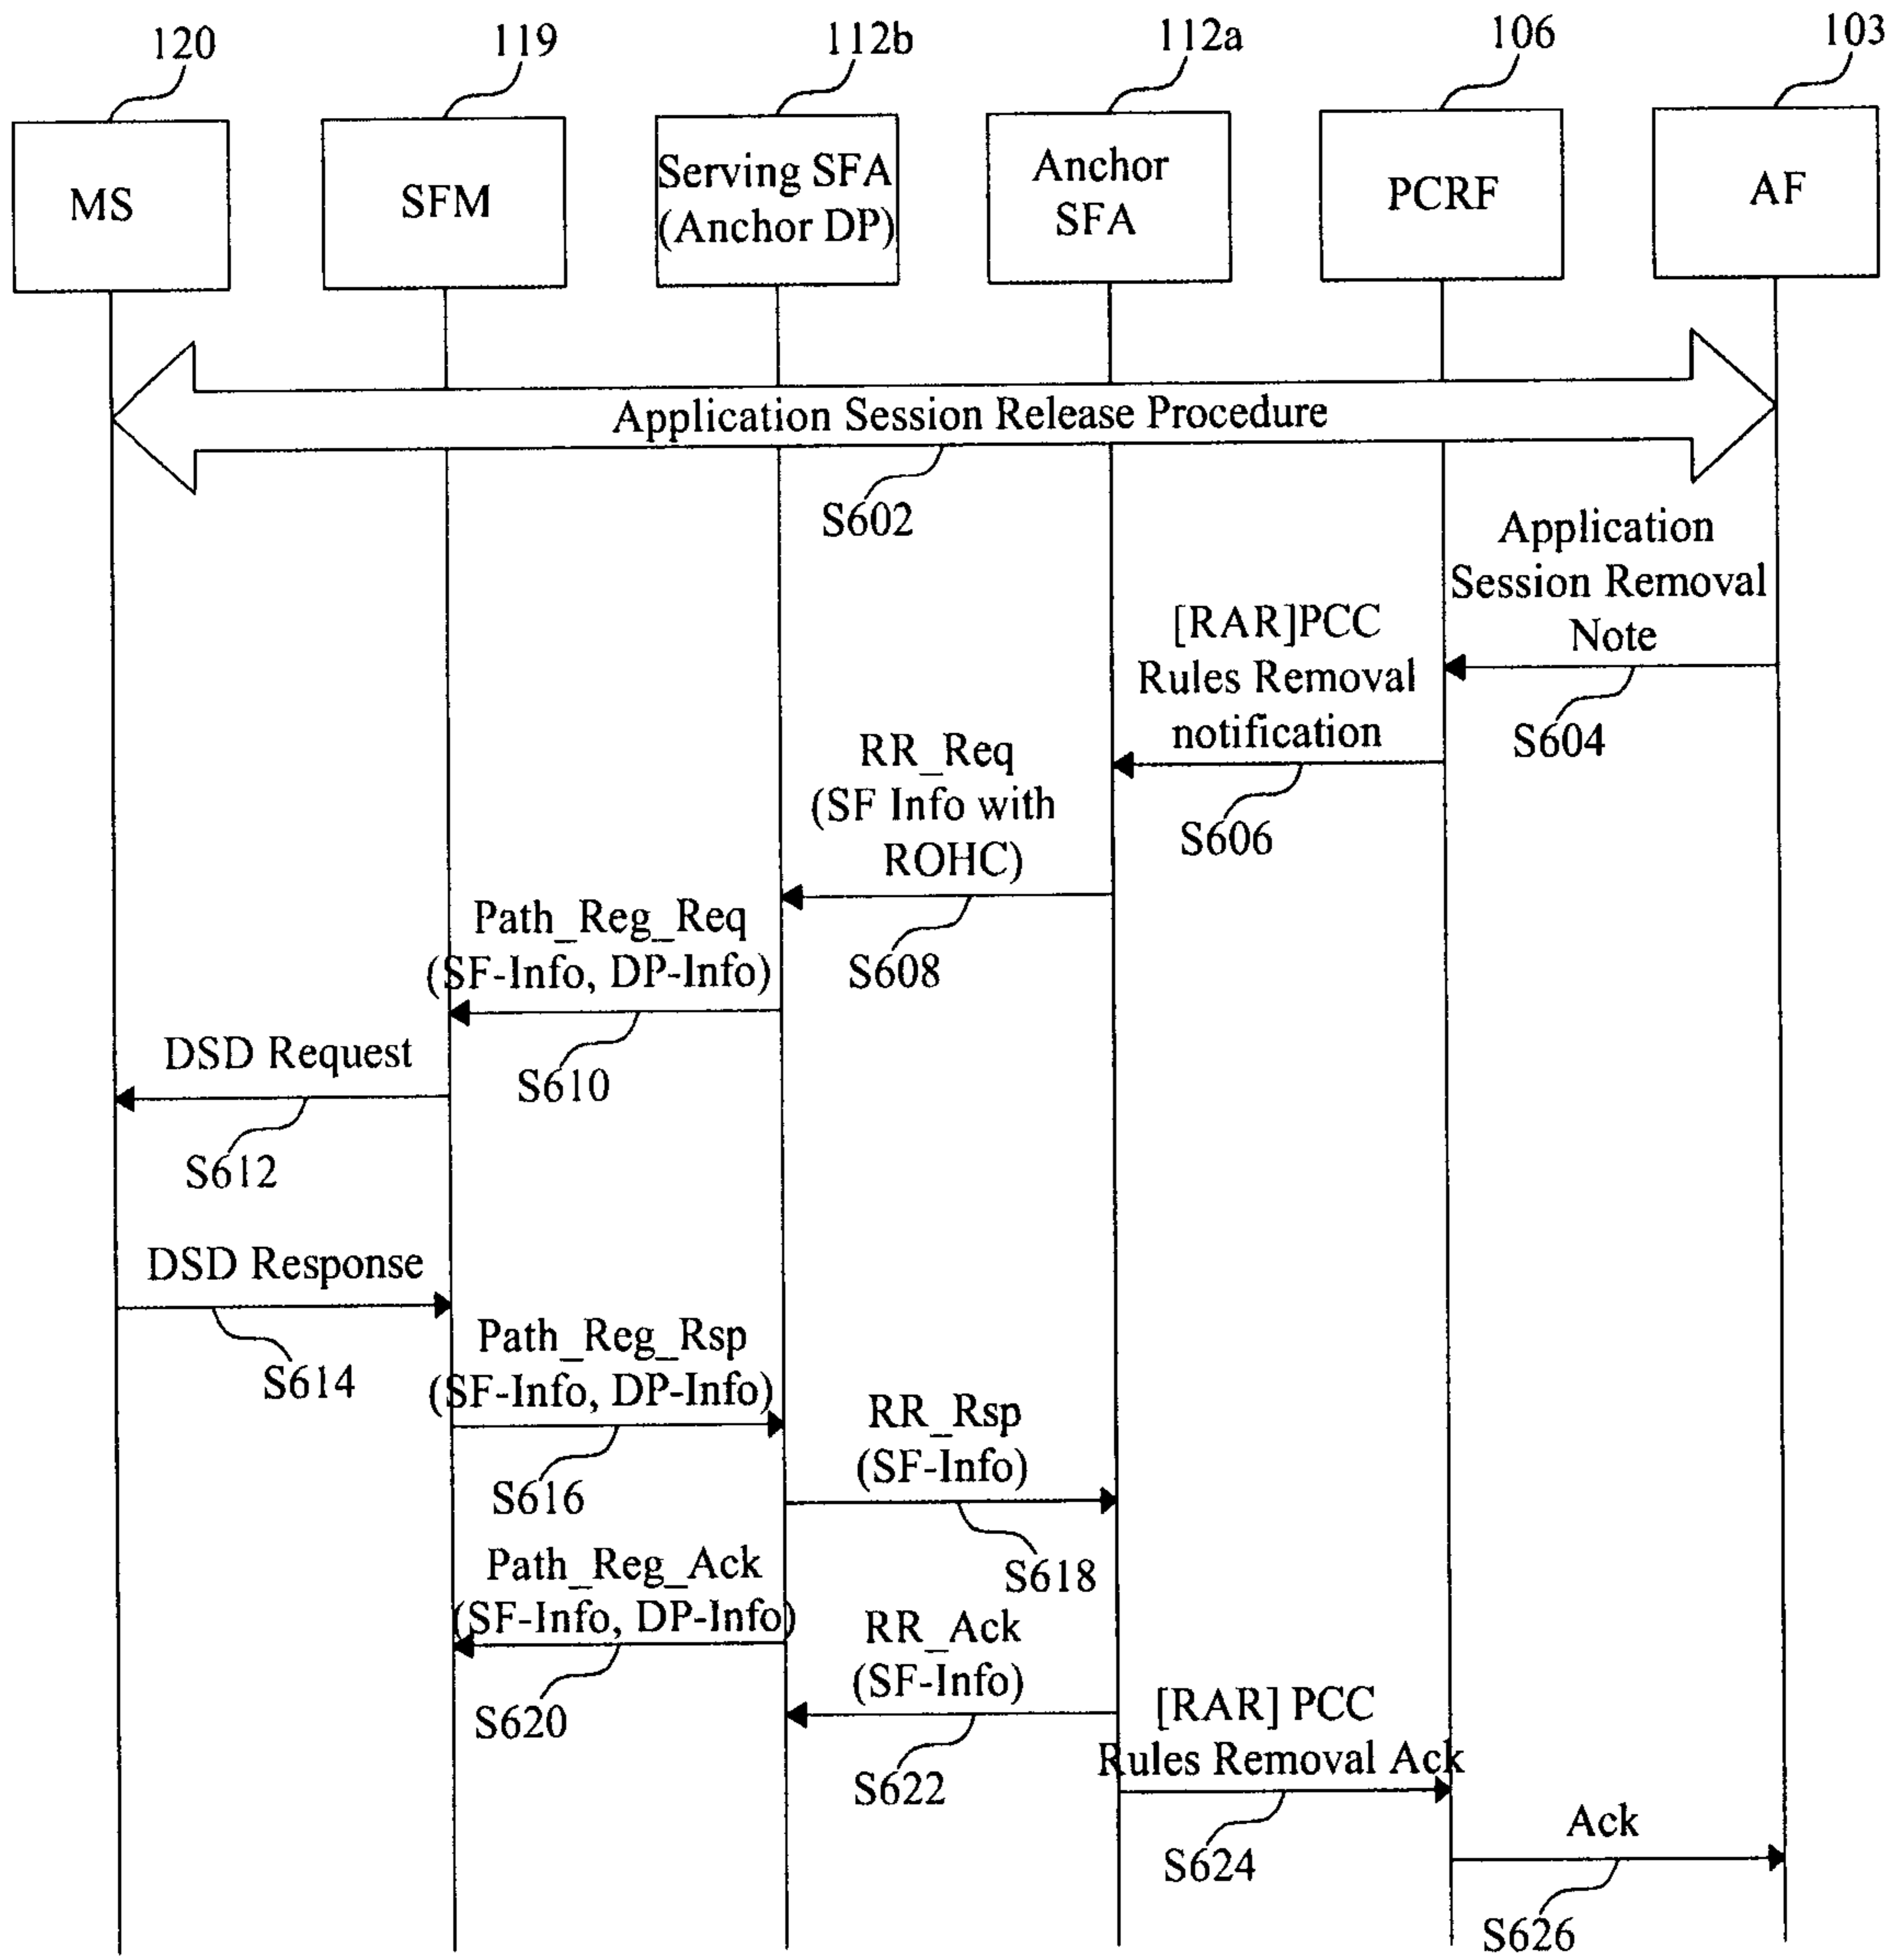 120
119
112b
112a
106
103
MS
SFM
Serving SFA
(Anchor DP)
Anchor
SFA
PCRF
AF
Application Session Release Procedure
S602
Application
Session Removal
Note
S604
[RAR]PCC
Rules Removal
notification
S606
RR_Req
(SF Info with
ROHC)
S608
Path_Reg_Req
(SF-Info, DP-Info)
S610
DSD Request
S612
DSD Response
S614
Path_Reg_Rsp
(SF-Info, DP-Info)
S616
RR_Rsp
(SF-Info)
S618
Path_Reg_Ack
(SF-Info, DP-Info)
S620
RR_Ack
(SF-Info)
S622
[RAR] PCC
Rules Removal Ack
S624
Ack
S626